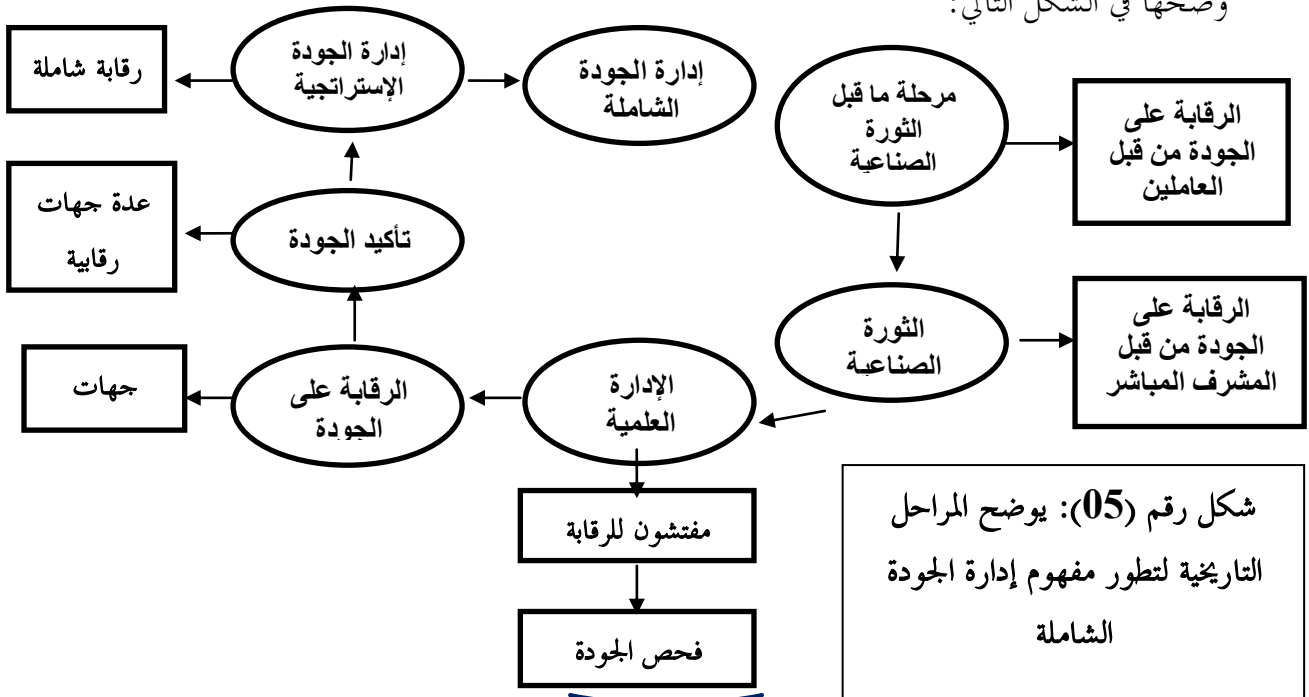 وضحها في الشكل التالي:
مرحلة ما قبل
الثورة
الصناعية
الرقابة على
الجودة من قبل
العاملين
الثورة
الصناعية
الرقابة على
الجودة من قبل
المشرف المباشر
الإدارة
العلمية
مفتشون للرقابة
فحص الجودة
الرقابة على
الجودة
جهات
تأكيد الجودة
عدة جهات
رقابية
إدارة الجودة
الإستراتجية
رقابة شاملة
إدارة الجودة
الشاملة
شكل رقم (05): يوضح المراحل
التاريخية لتطور مفهوم إدارة الجودة
الشاملة